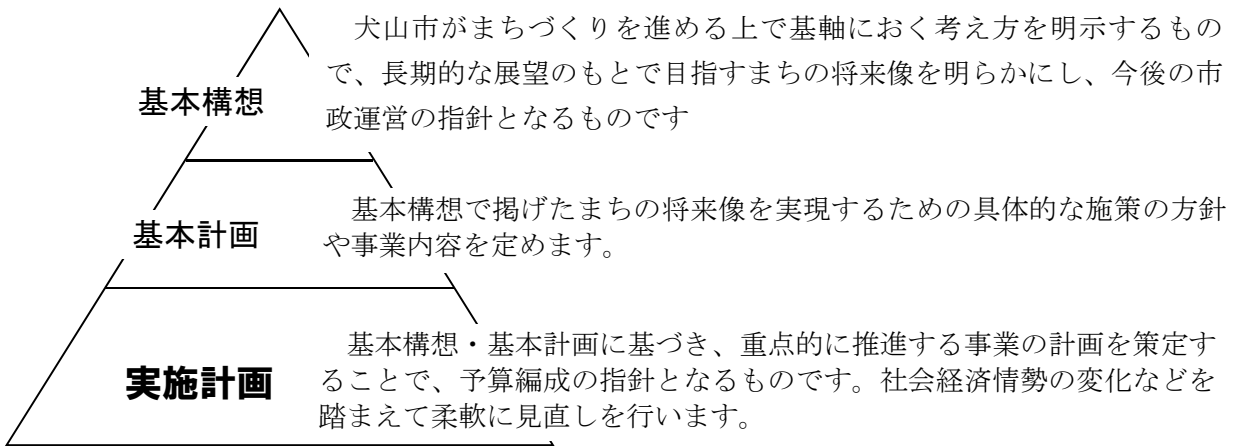 基本構想
犬山市がまちづくりを進める上で基軸におく考え方を明示するもの
で、長期的な展望のもとで目指すまちの将来像を明らかにし、今後の市
政運営の指針となるものです
基本計画
基本構想で掲げたまちの将来像を実現するための具体的な施策の方針
や事業内容を定めます。
実施計画
基本構想・基本計画に基づき、重点的に推進する事業の計画を策定す
ることで、予算編成の指針となるものです。社会経済情勢の変化などを
踏まえて柔軟に見直しを行います。